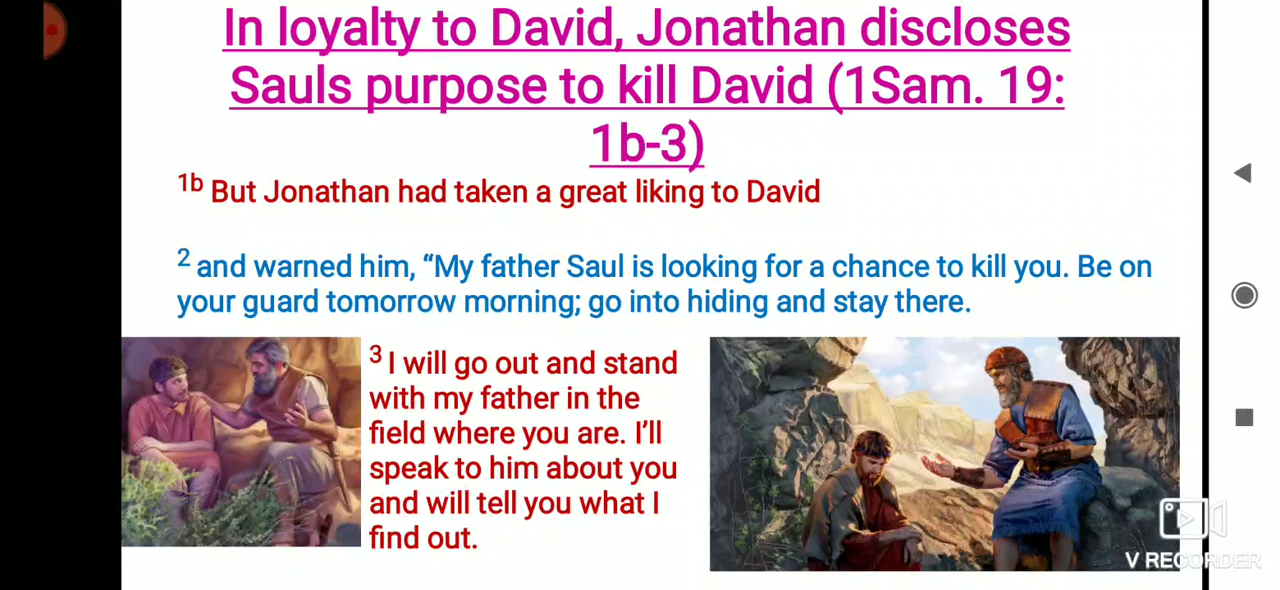 In loyalty to David, Jonathan discloses
Sauls purpose to kill David (1Sam. 19:
1b-3)
1b But Jonathan had taken a great liking to David
2 and warned him, “My father Saul is looking for a chance to kill you. Be on
your guard tomorrow morning; go into hiding and stay there.
3 I will go out and stand
with my father in the
field where you are. I’ll
speak to him about you
and will tell you what I
find out.
V RECORDER